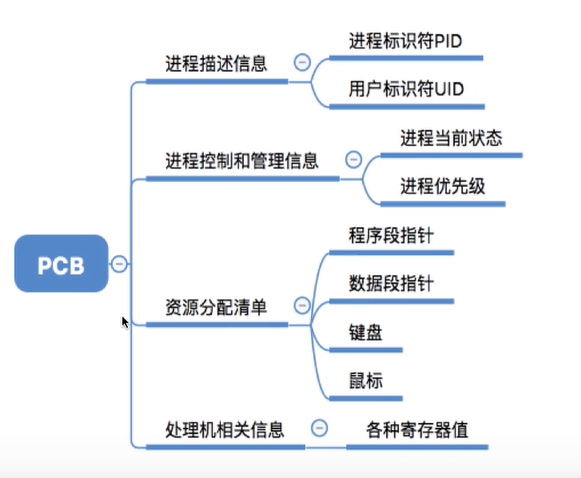 进程标识符PID
进程描述信息
用户标识符UID
进程当前状态
进程控制和管理信息
进程优先级
PCB
程序段指针
数据段指针
资源分配清单
键盘
鼠标
处理机相关信息
各种寄存器值